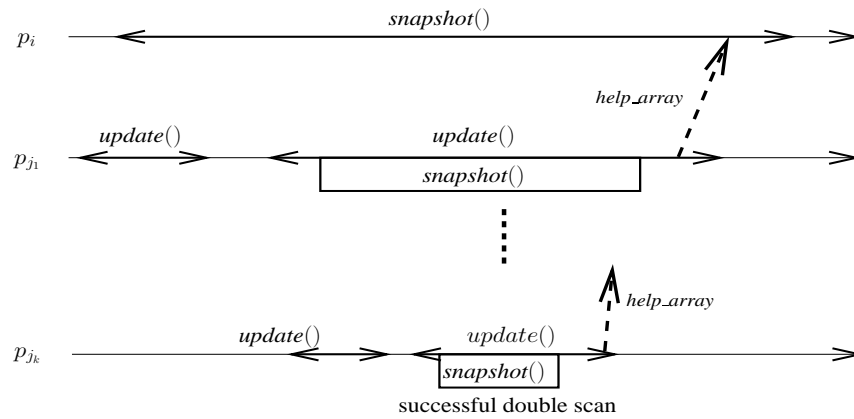 snapshot()
p_i
help_array
update() update()
p_{j_1}
snapshot()
help_array
update() update()
p_{j_k}
snapshot()
successful double scan